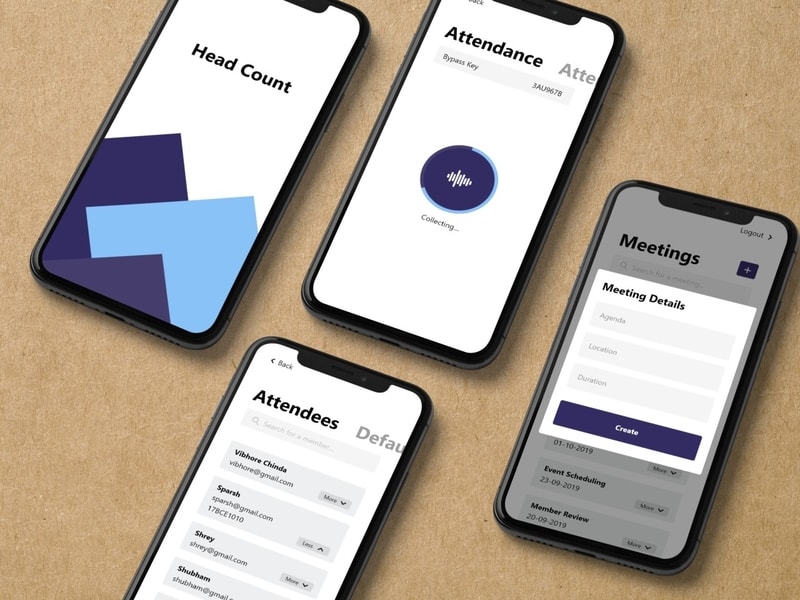 Head Count
Back
Attendance
Atte
Bypass Key
3AU967B
Collecting...
Logout
Meetings
+
Search for a meeting...
Meeting Details
Agenda
Location
Duration
Create
01-10-2019
More
Event Scheduling
23-09-2019
More
Member Review
20-09-2019
More
Back
Attendees
Defau
Search for a member...
Vibhore Chinda
vibhore@gmail.com
More
Sparsh
sparsh@gmail.com
17BCE1010
Less
Shrey
shrey@gmail.com
Shubham
shubham@gmail.com
More